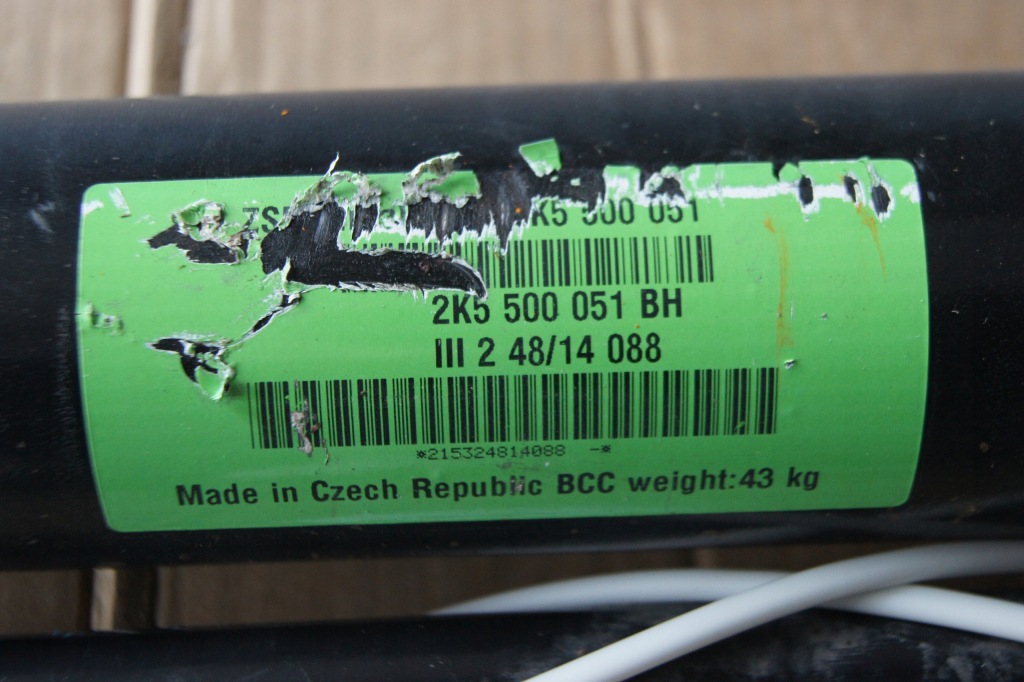 2K5 500 051
2K5 500 051 BH
III 2 48/14 088
*215324814088 -*
Made in Czech Republic BCC weight:43 kg